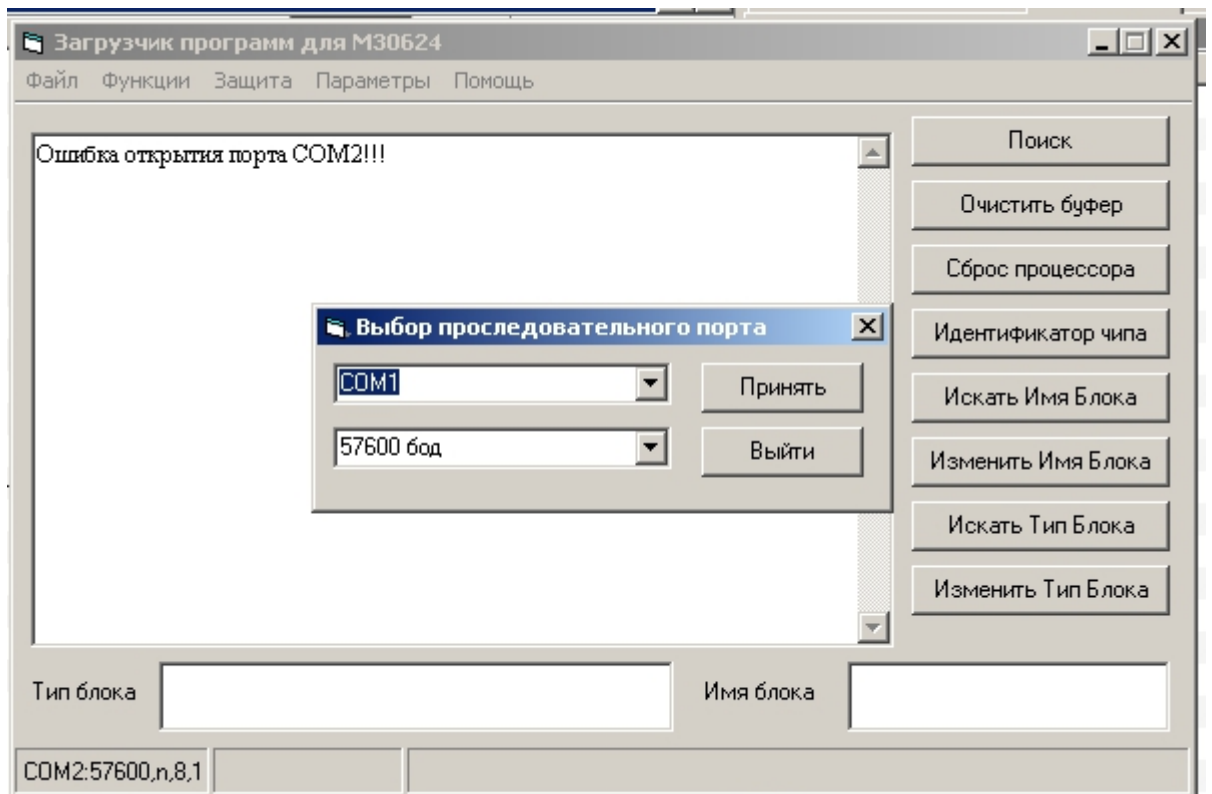 Загрузчик программ для M30624
Файл Функции Защита Параметры Помощь
Ошибка открытия порта COM2!!!
Поиск
Очистить буфер
Сброс процессора
Идентификатор чипа
Искать Имя Блока
Изменить Имя Блока
Искать Тип Блока
Изменить Тип Блока
Выбор проследовательного порта
COM1
Принять
57600 бод
Выйти
Тип блока
Имя блока
COM2:57600,n,8,1